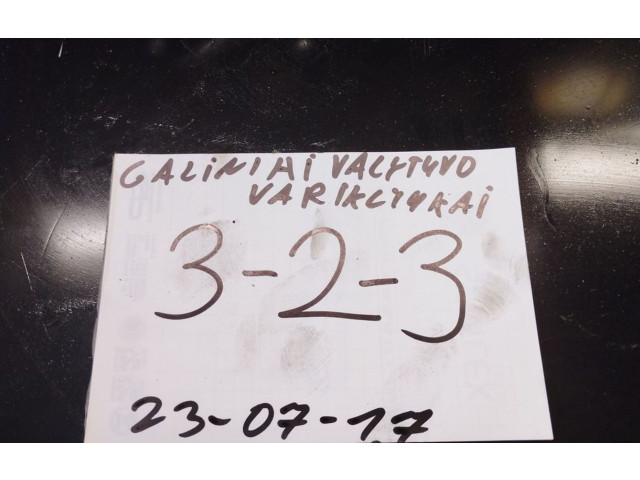 GALINIAI VALYTUVO
VARIKLIUKAI
3-2-3
23-07-17